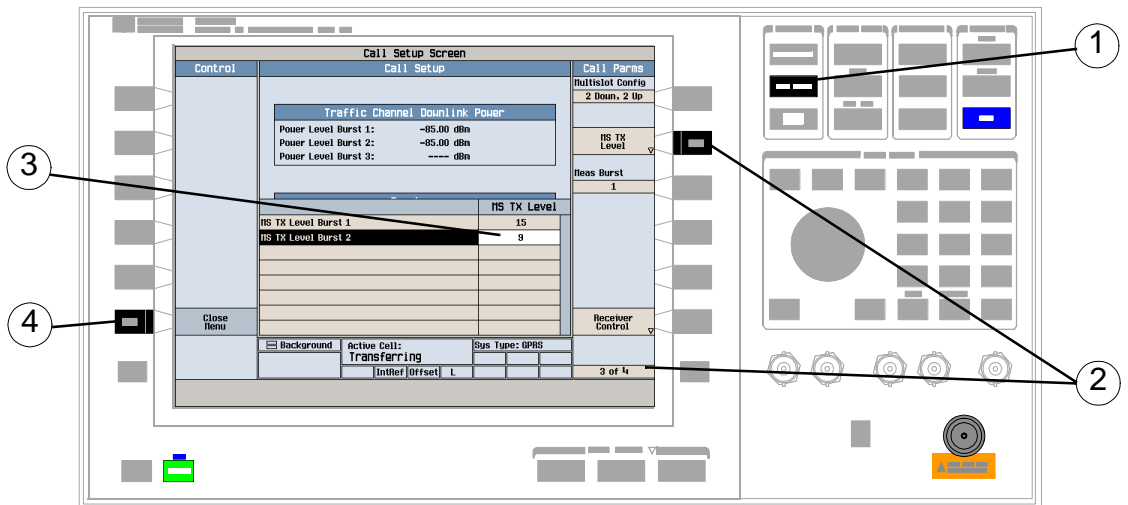 Call Setup Screen
Control
Call Setup
Call Parms
Multislot Config
2 Down, 2 Up
Traffic Channel Downlink Power
Power Level Burst 1: -85.00 dBm
Power Level Burst 2: -85.00 dBm
Power Level Burst 3: ---- dBm
MS TX
Level
Meas Burst
1
MS TX Level
MS TX Level Burst 1 15
MS TX Level Burst 2 9
Close
Menu
Receiver
Control
Background
Active Cell:
Transferring
Sys Type: GPRS
IntRef Offset L
3 of 4
1
2
3
4